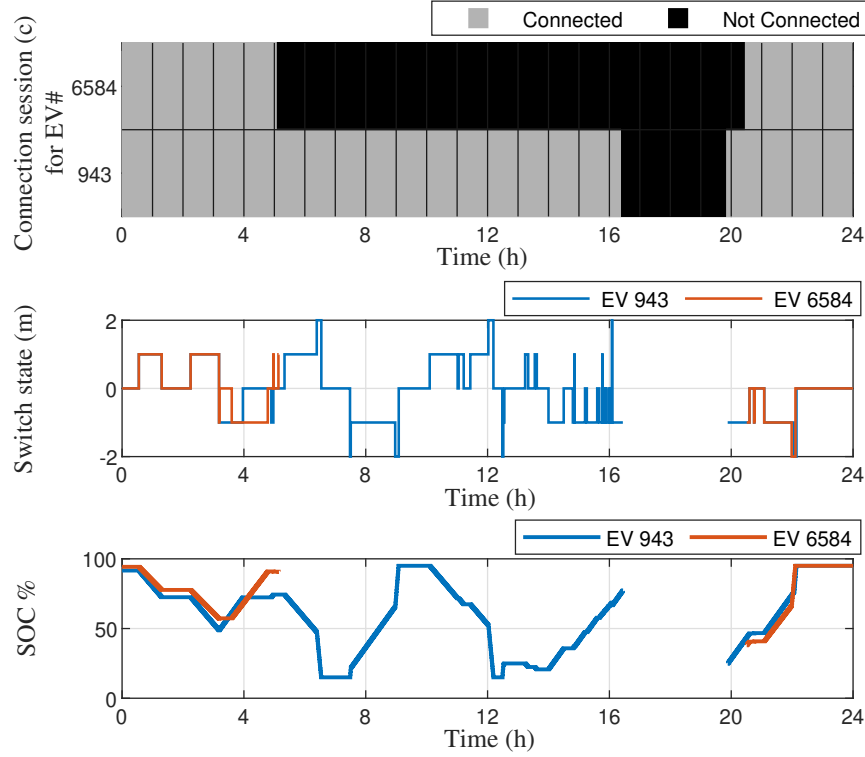 Connected Not Connected
Connection session (c)
for EV#
6584
943
0 4 8 12 16 20 24
Time (h)
EV 943 EV 6584
Switch state (m)
2
0
-2
0 4 8 12 16 20 24
Time (h)
EV 943 EV 6584
SOC %
100
50
0
0 4 8 12 16 20 24
Time (h)